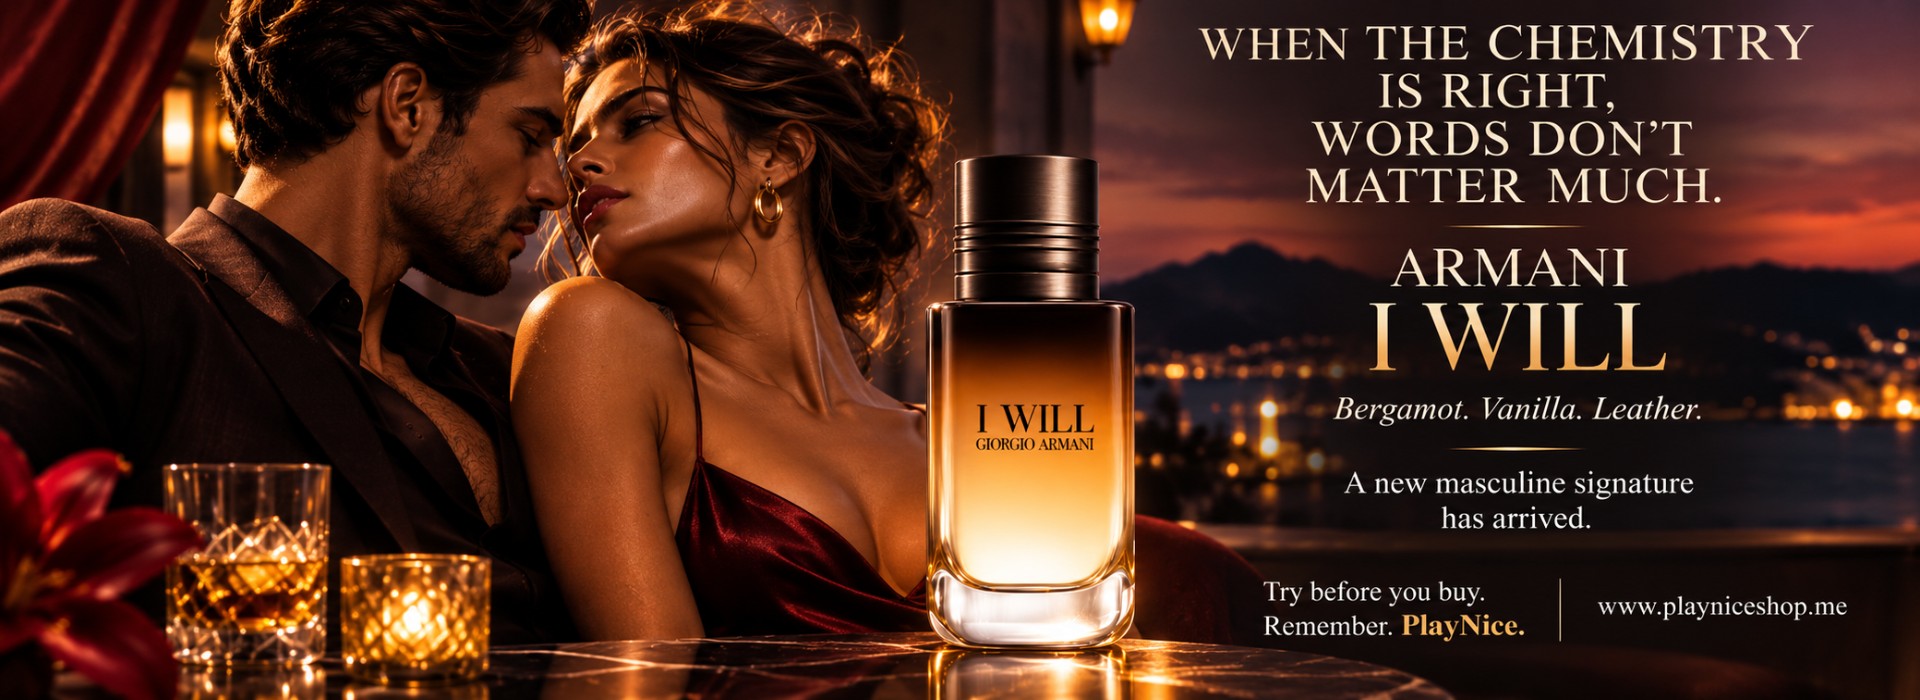 WHEN THE CHEMISTRY
IS RIGHT,
WORDS DON'T
MATTER MUCH.
ARMANI
I WILL
Bergamot. Vanilla. Leather.
A new masculine signature
has arrived.
Try before you buy.
Remember. PlayNice.
www.playniceshop.me
I WILL
GIORGIO ARMANI